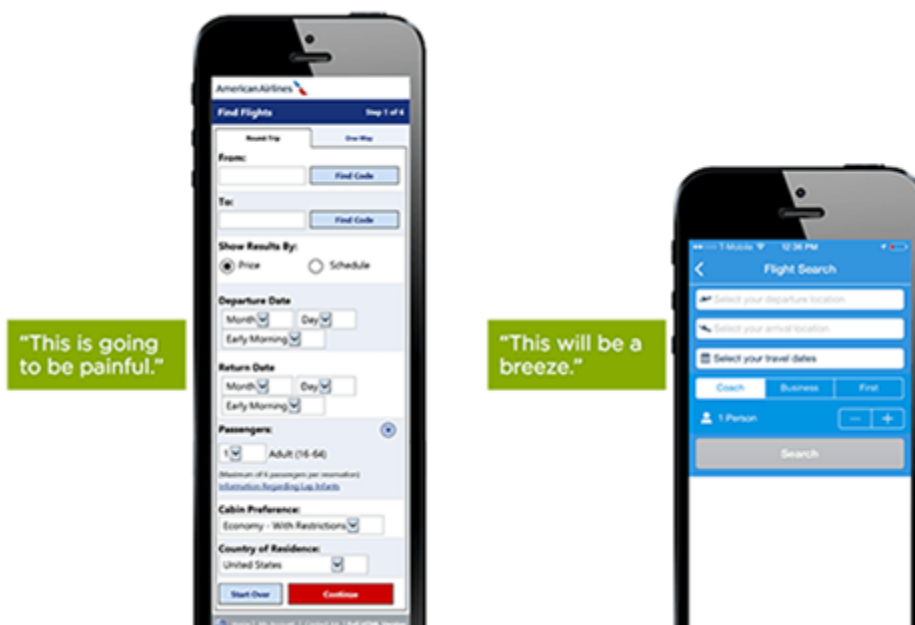 American Airlines
Find Flights Step 1 of 4
Round Trip One Way
From:
Find Code
To:
Find Code
Show Results By:
Price Schedule
Departure Date
Month Day
Early Morning
Return Date
Month Day
Early Morning
Passengers:
1 Adult (16-64)
(Maximum of 6 passengers per reservation)
Information Regarding Lap Infants
Cabin Preference:
Economy - With Restrictions
Country of Residence:
United States
Start Over Continue
"This is going
to be painful."
"This will be a
breeze."
T-Mobile 12:36 PM
Flight Search
Select your departure location
Select your arrival location
Select your travel dates
Coach Business First
1 Person - +
Search